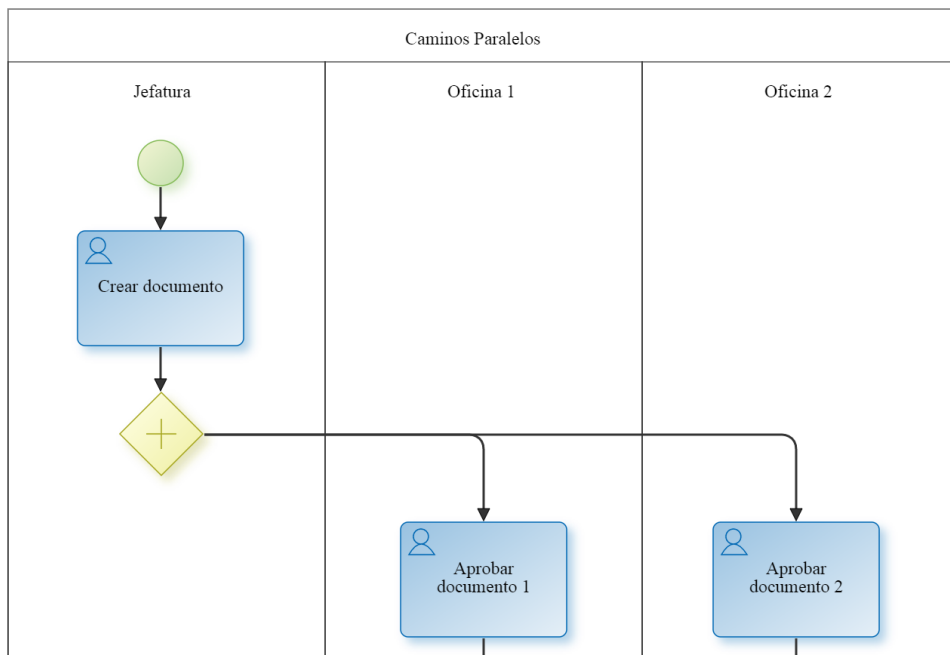 Caminos Paralelos
Jefatura
Oficina 1
Oficina 2
Crear documento
Aprobar
documento 1
Aprobar
documento 2